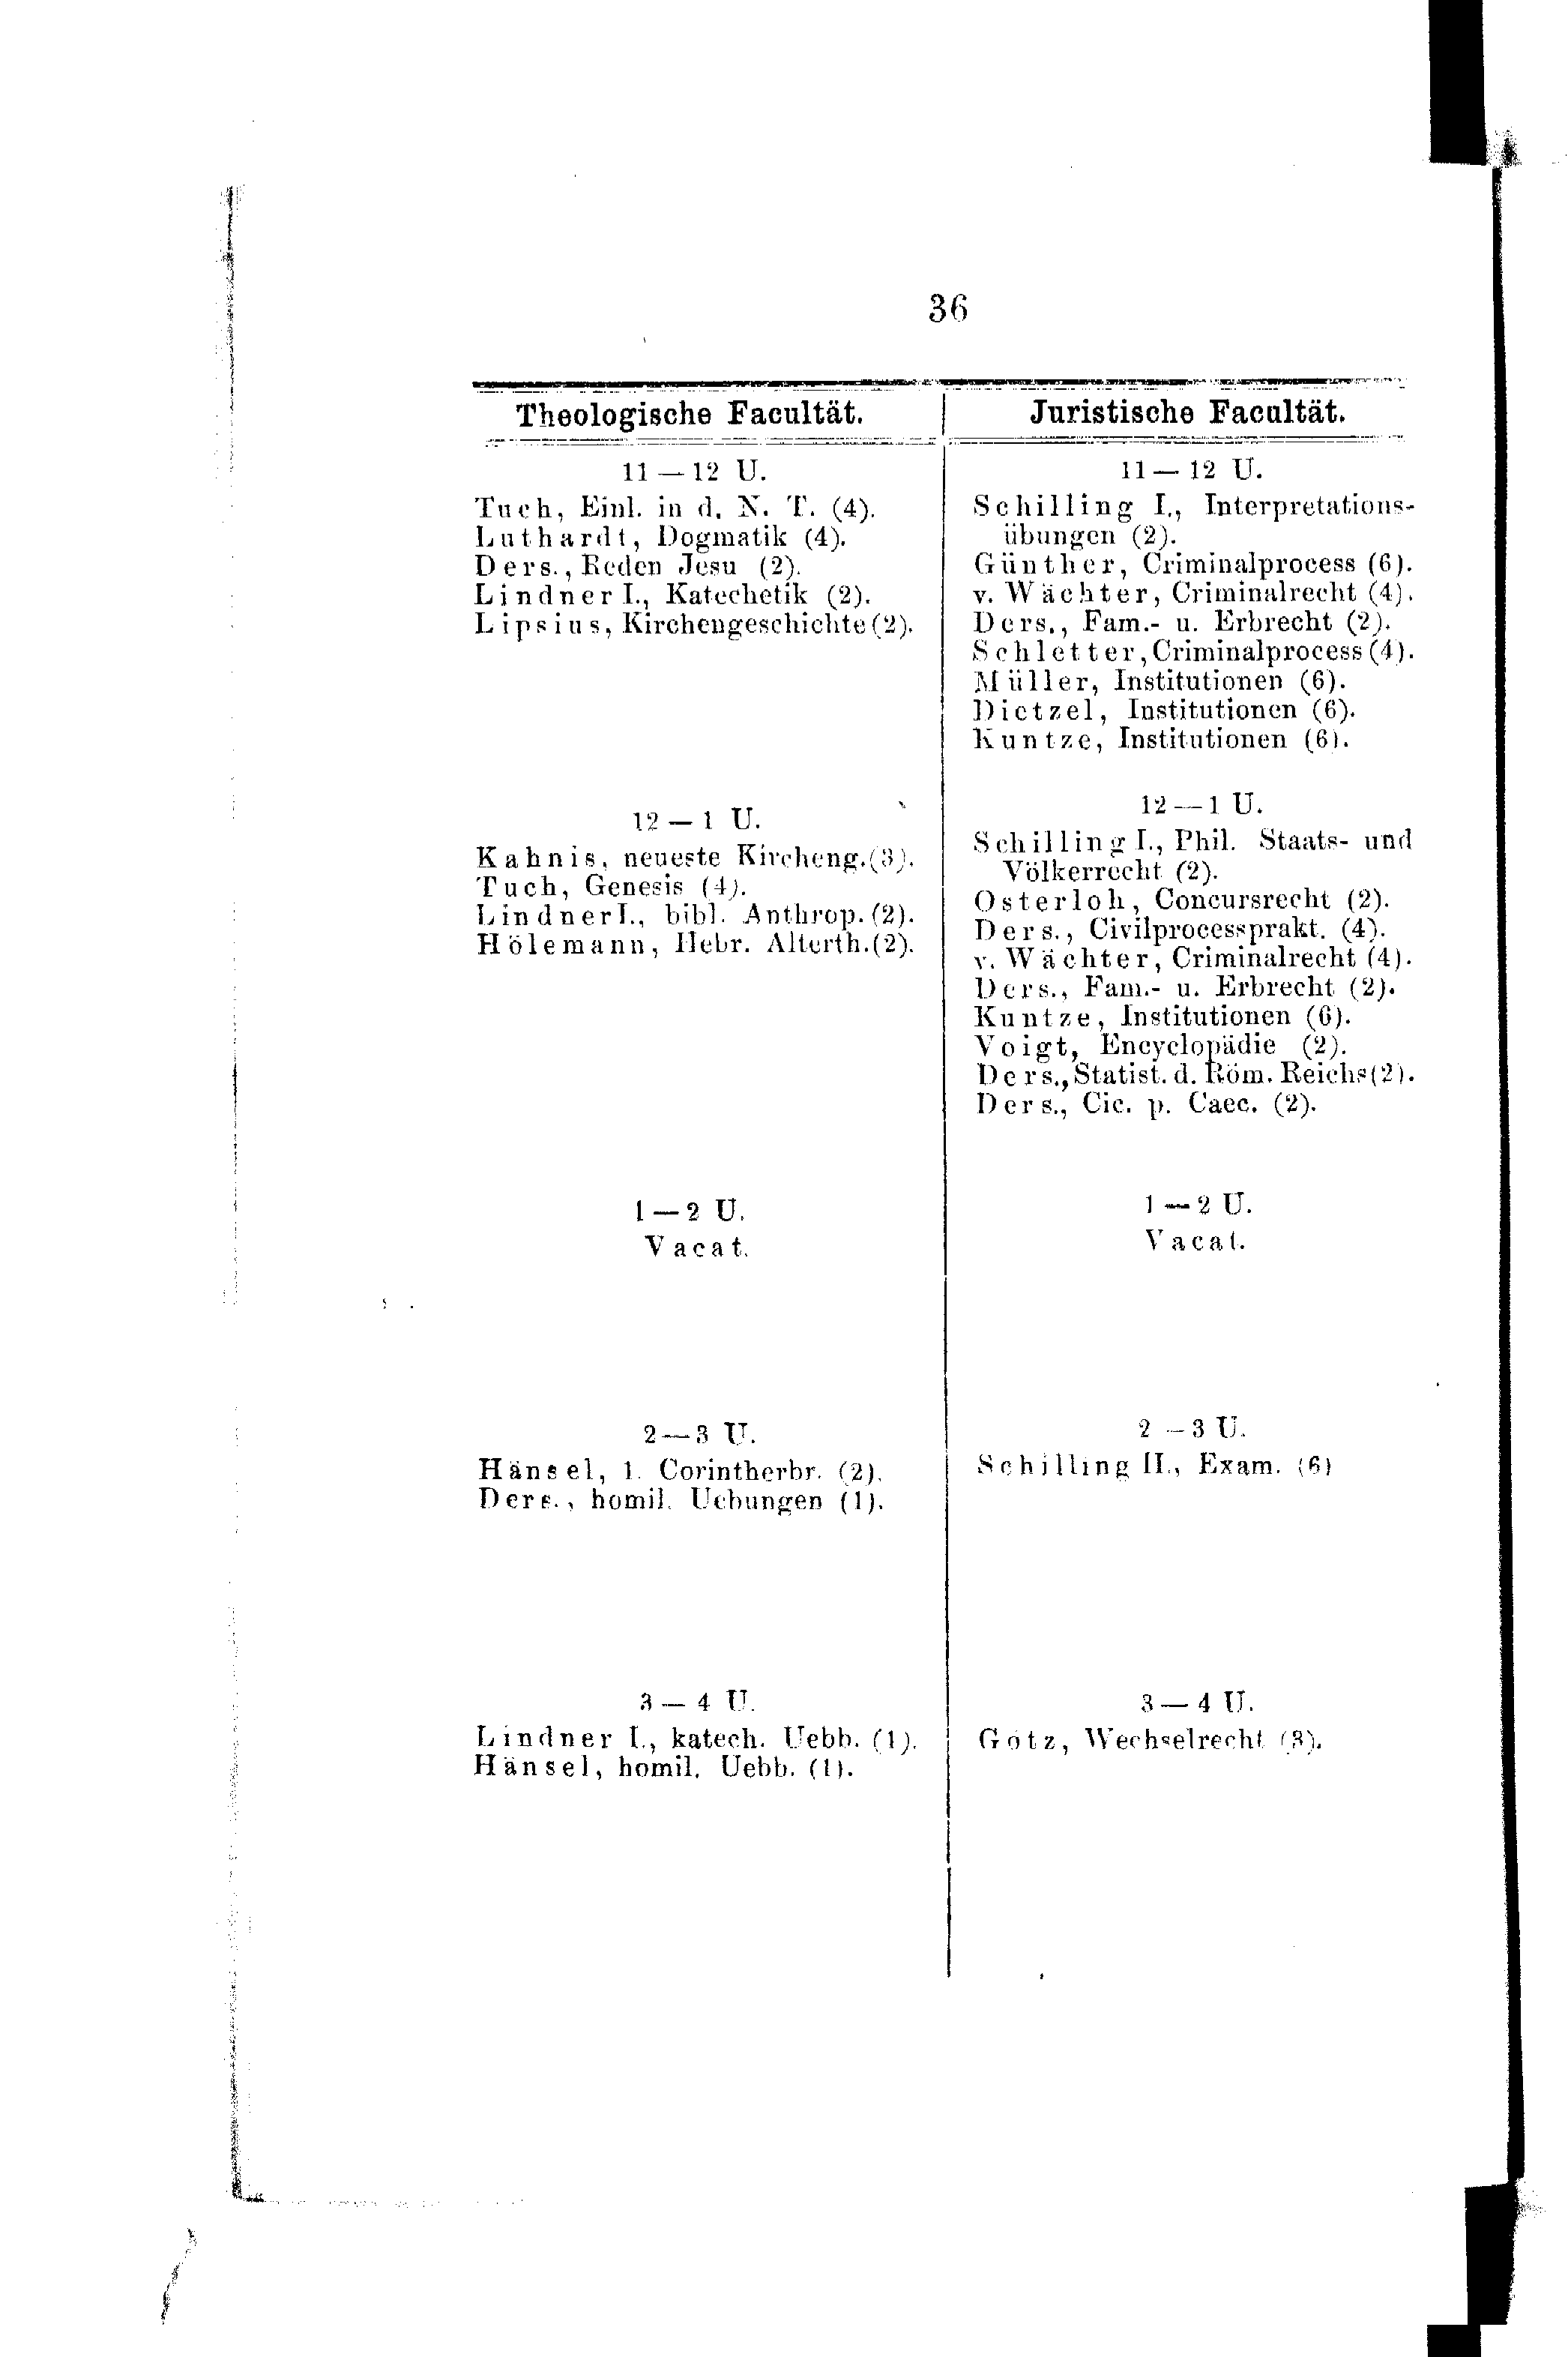 36
Theologische Facultät.
11 — 12 U.
Tuch, Einl. in d. N. T. (4).
Luthardt, Dogmatik (4).
Ders., Reden Jesu (2).
Lindner I., Katechetik (2).
Lipsius, Kirchengeschichte (2).
12 — 1 U.
Kahnis, neueste Kircheng. (3).
Tuch, Genesis (4).
Lindner I., bibl. Anthrop. (2).
Hölemann, Hebr. Alterth. (2).
1 — 2 U.
Vacat.
2 — 3 U.
Hänsel, 1. Corintherbr. (2).
Ders., homil. Uebungen (1).
3 — 4 U.
Lindner I., katech. Uebb. (1).
Hänsel, homil. Uebb. (1).
Juristische Facultät.
11 — 12 U.
Schilling I., Interpretations-
übungen (2).
Günther, Criminalprocess (6).
v. Wächter, Criminalrecht (4).
Ders., Fam.- u. Erbrecht (2).
Schletter, Criminalprocess (4).
Müller, Institutionen (6).
Dietzel, Institutionen (6).
Kuntze, Institutionen (6).
12 — 1 U.
Schilling I., Phil. Staats- und
Völkerrecht (2).
Osterloh, Concursrecht (2).
Ders., Civilprocessprakt. (4).
v. Wächter, Criminalrecht (4).
Ders., Fam.- u. Erbrecht (2).
Kuntze, Institutionen (6).
Voigt, Encyclopädie (2).
Ders., Statist. d. Röm. Reichs (2).
Ders., Cic. p. Caec. (2).
1 — 2 U.
Vacat.
2 — 3 U.
Schilling II., Exam. (6)
3 — 4 U.
Götz, Wechselrecht (3).